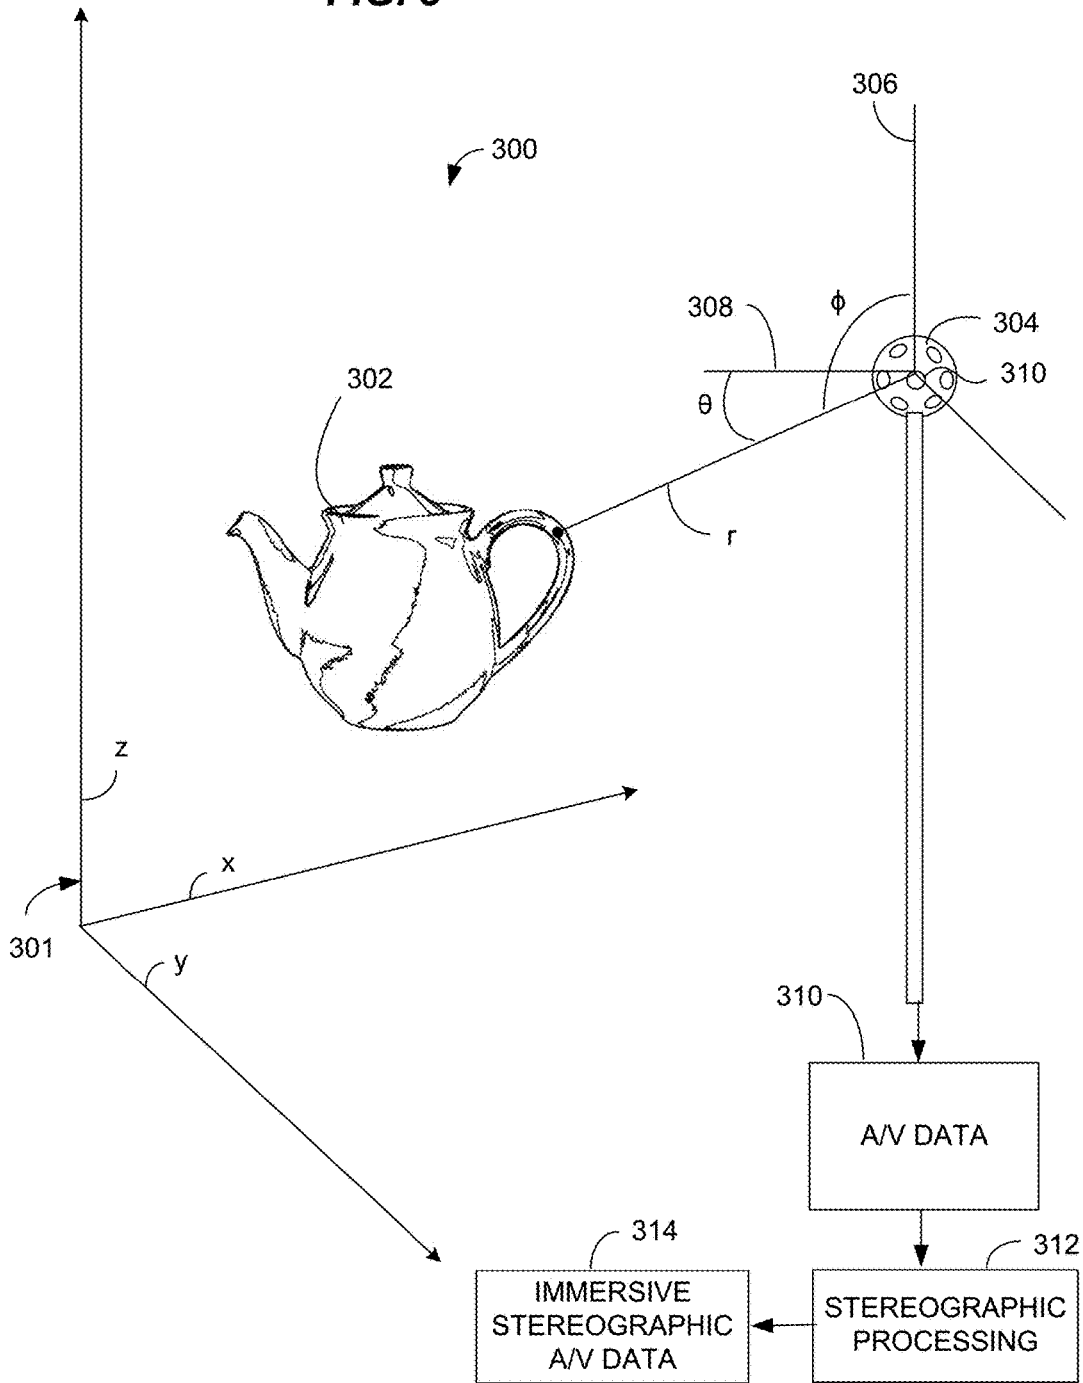 306
300
ϕ
308
304
302
310
θ
r
z
x
301
y
310
A/V DATA
314
312
IMMERSIVE
STEREOGRAPHIC
A/V DATA
STEREOGRAPHIC
PROCESSING